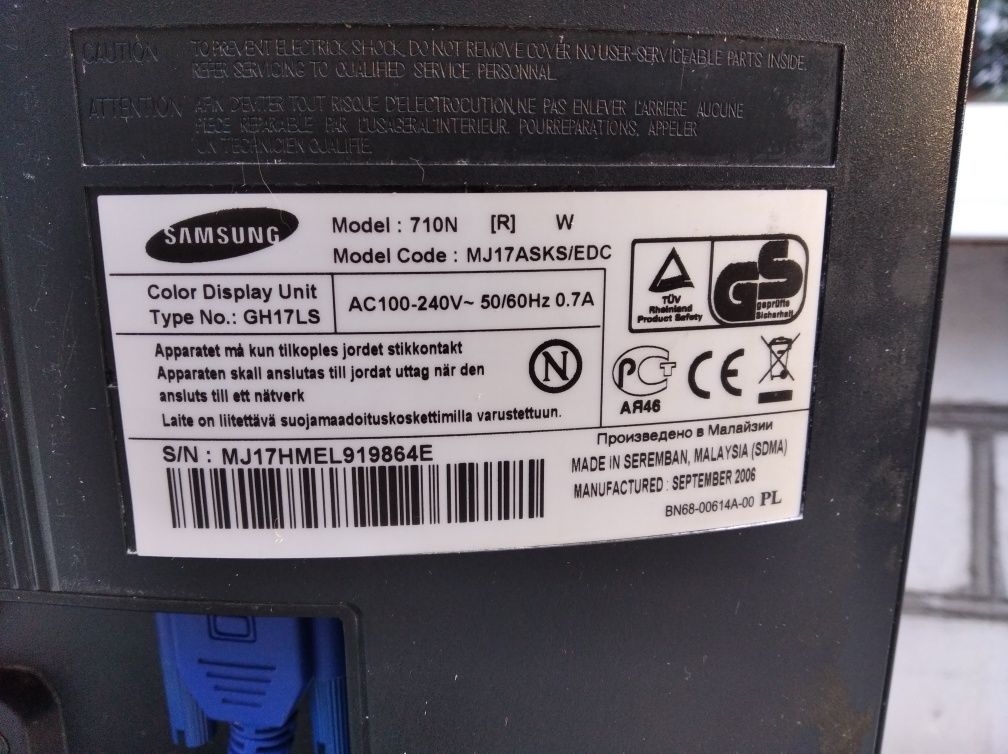 CAUTION TO PREVENT ELECTRICK SHOCK, DO NOT REMOVE COVER NO USER-SERVICEABLE PARTS INSIDE.
REFER SERVICING TO QUALIFIED SERVICE PERSONNAL
ATTENTION AFIN D'EVITER TOUT RISQUE D'ELECTROCUTION, NE PAS ENLEVER L'ARRIERE AUCUNE
PIECE REPARABLE PAR L'USAGERAL'INTERIEUR. POURREPARATIONS, APPELER
UN TECHNICIEN QUALIFIE.
SAMSUNG
Model : 710N [R] W
Model Code : MJ17ASKS/EDC
Color Display Unit
Type No.: GH17LS
AC100-240V~ 50/60Hz 0.7A
TÜV
Rheinland
Product Safety
GS
geprüfte
Sicherheit
Apparatet må kun tilkoples jordet stikkontakt
Apparaten skall anslutas till jordat uttag när den
ansluts till ett nätverk
Laite on liitettävä suojamaadoituskoskettimilla varustettuun.
N
РСТ
АЯ46
CE
S/N : MJ17HMEL919864E
Произведено в Малайзии
MADE IN SEREMBAN, MALAYSIA (SDMA)
MANUFACTURED : SEPTEMBER 2006
BN68-00614A-00 PL